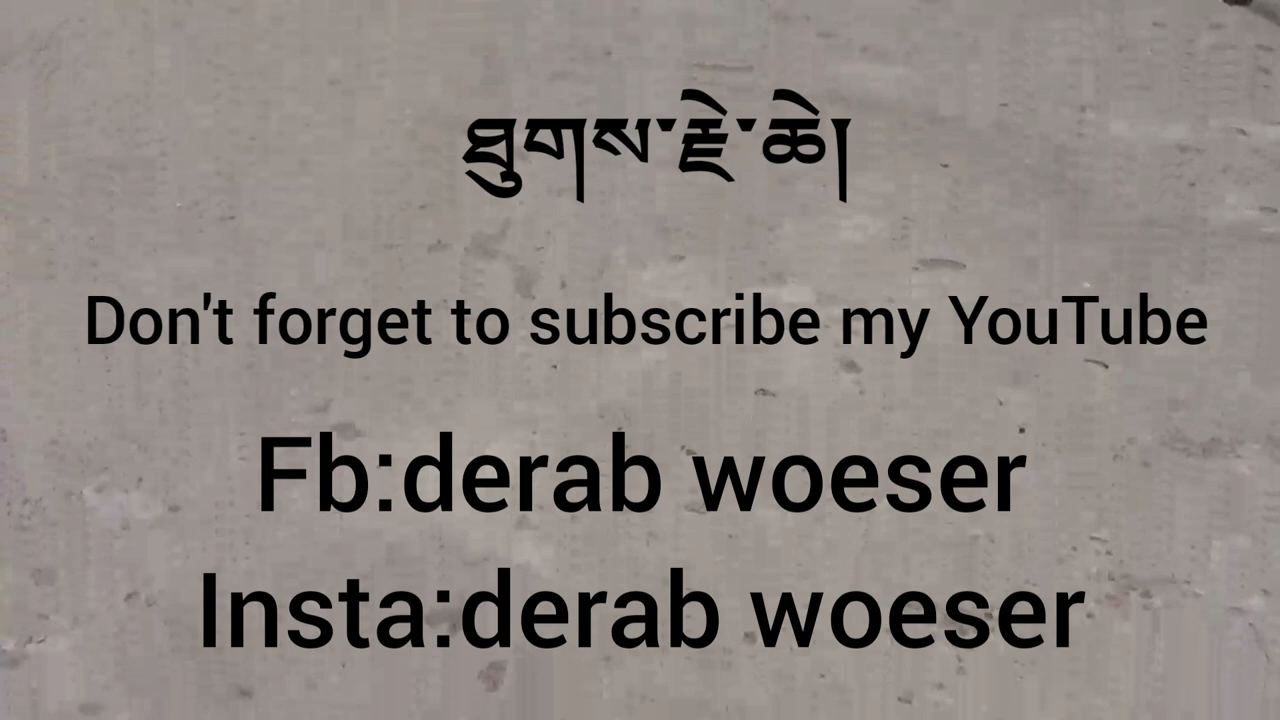 ཐུགས་རྗེ་ཆེ།
Don't forget to subscribe my YouTube
Fb:derab woeser
Insta:derab woeser